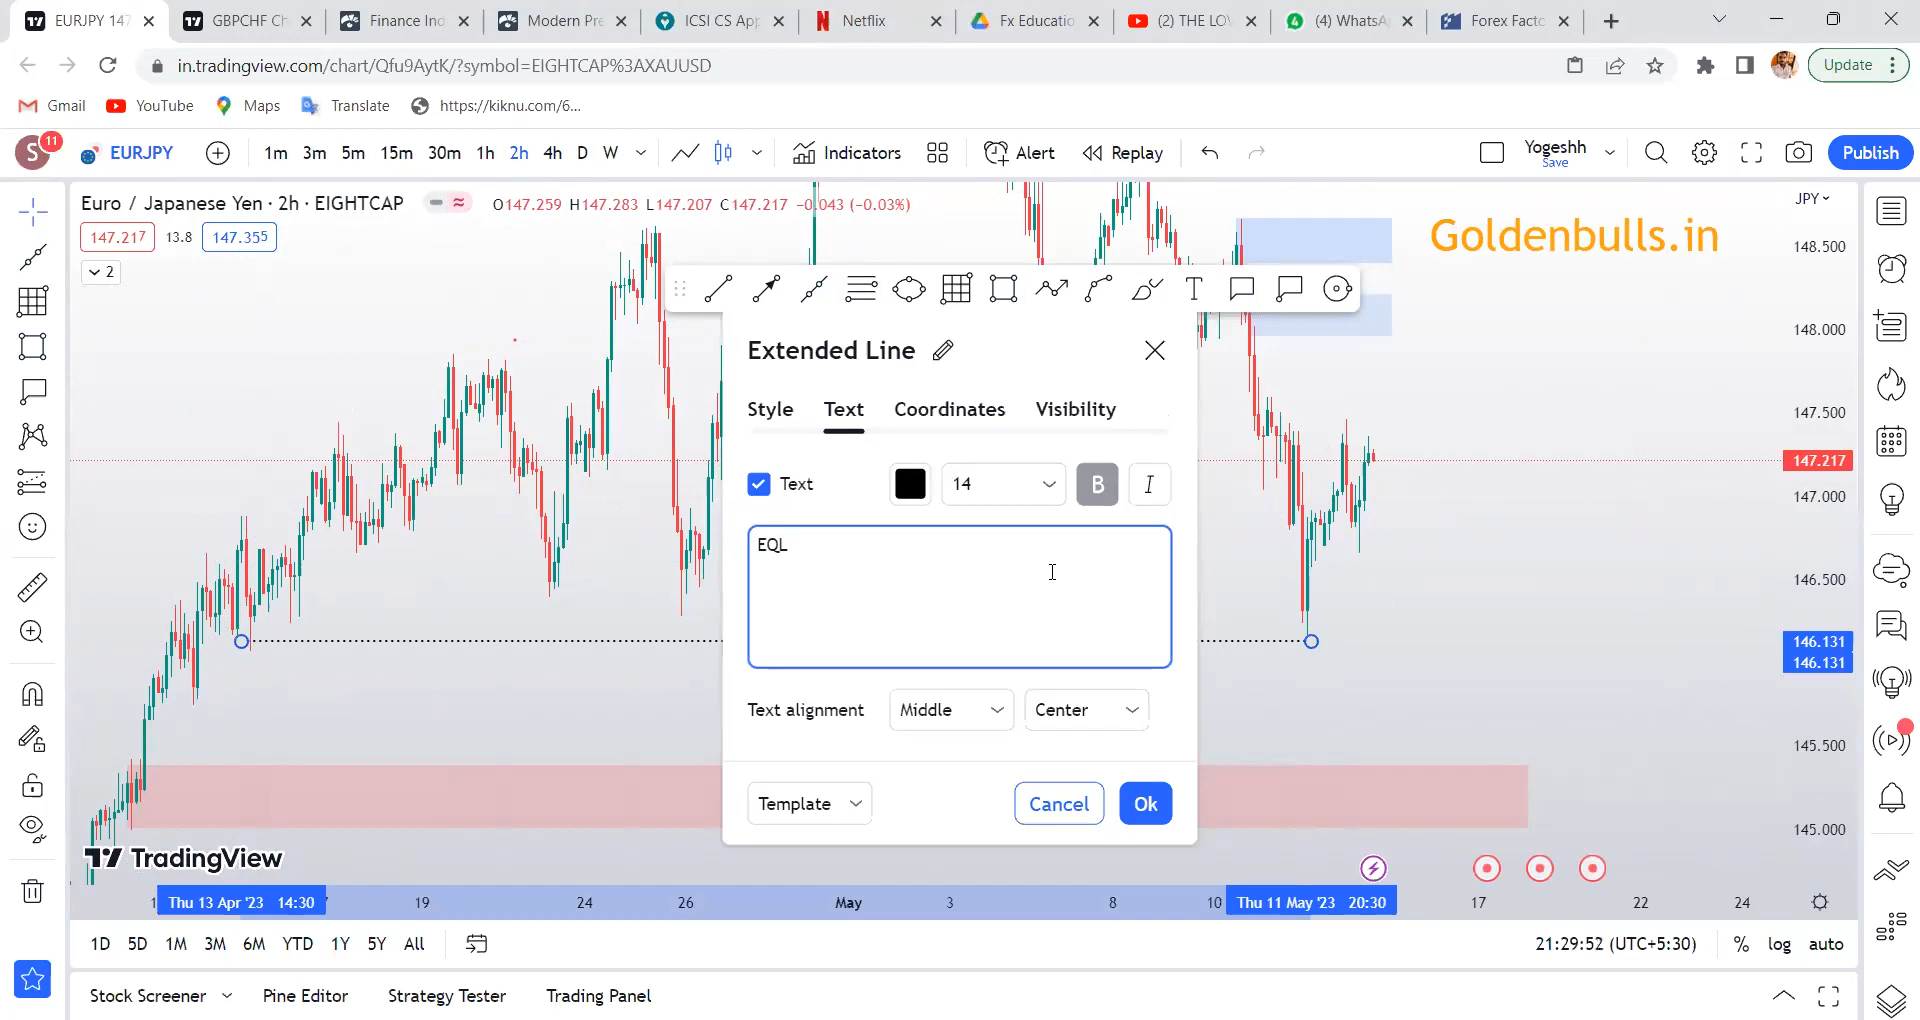 EURJPY 147
GBPCHF Ch
Finance Ind
Modern Pre
ICSI CS App
Netflix
Fx Educatio
(2) THE LOV
(4) WhatsA
Forex Facto
in.tradingview.com/chart/Qfu9AytK/?symbol=EIGHTCAP%3AXAUUSD
Update
Gmail
YouTube
Maps
Translate
https://kiknu.com/6...
S
11
EURJPY
1m 3m 5m 15m 30m 1h 2h 4h D W
Indicators
Alert
Replay
Yogeshh
Save
Publish
Euro / Japanese Yen · 2h · EIGHTCAP
O147.259 H147.283 L147.207 C147.217 −0.043 (−0.03%)
JPY
147.217 13.8 147.355
Goldenbulls.in
148.500
2
148.000
Extended Line
Style Text Coordinates Visibility
147.500
147.217
Text
14
B
I
147.000
EQL
146.500
146.131
146.131
Text alignment
Middle
Center
145.500
Template
Cancel
Ok
145.000
TradingView
Thu 13 Apr '23 14:30
19
24
26
May
3
8
10
Thu 11 May '23 20:30
17
22
24
1D 5D 1M 3M 6M YTD 1Y 5Y All
21:29:52 (UTC+5:30)
% log auto
Stock Screener
Pine Editor
Strategy Tester
Trading Panel